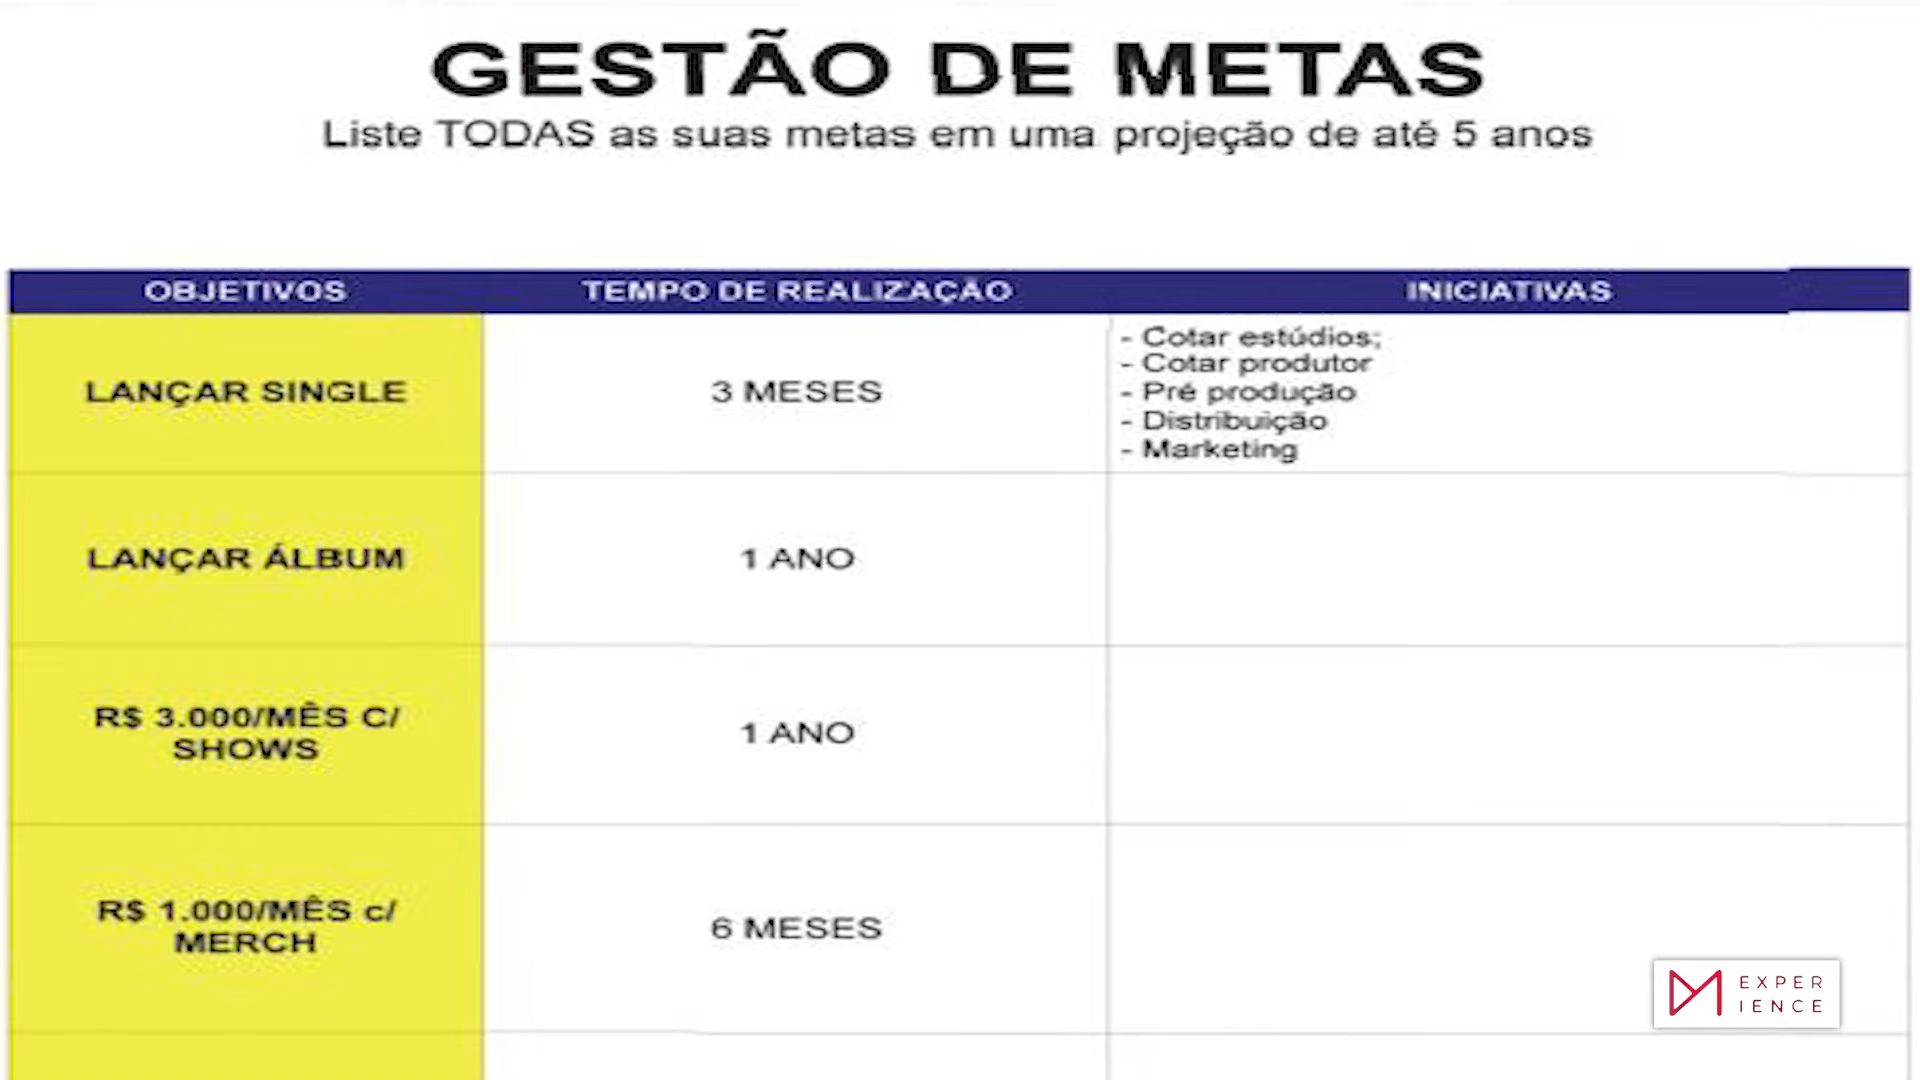 GESTÃO DE METAS
Liste TODAS as suas metas em uma projeção de até 5 anos
OBJETIVOS TEMPO DE REALIZAÇÃO INICIATIVAS
LANÇAR SINGLE
3 MESES
- Cotar estúdios;
- Cotar produtor
- Pré produção
- Distribuição
- Marketing
LANÇAR ÁLBUM
1 ANO
R$ 3.000/MÊS C/
SHOWS
1 ANO
R$ 1.000/MÊS c/
MERCH
6 MESES
EXPER
IENCE